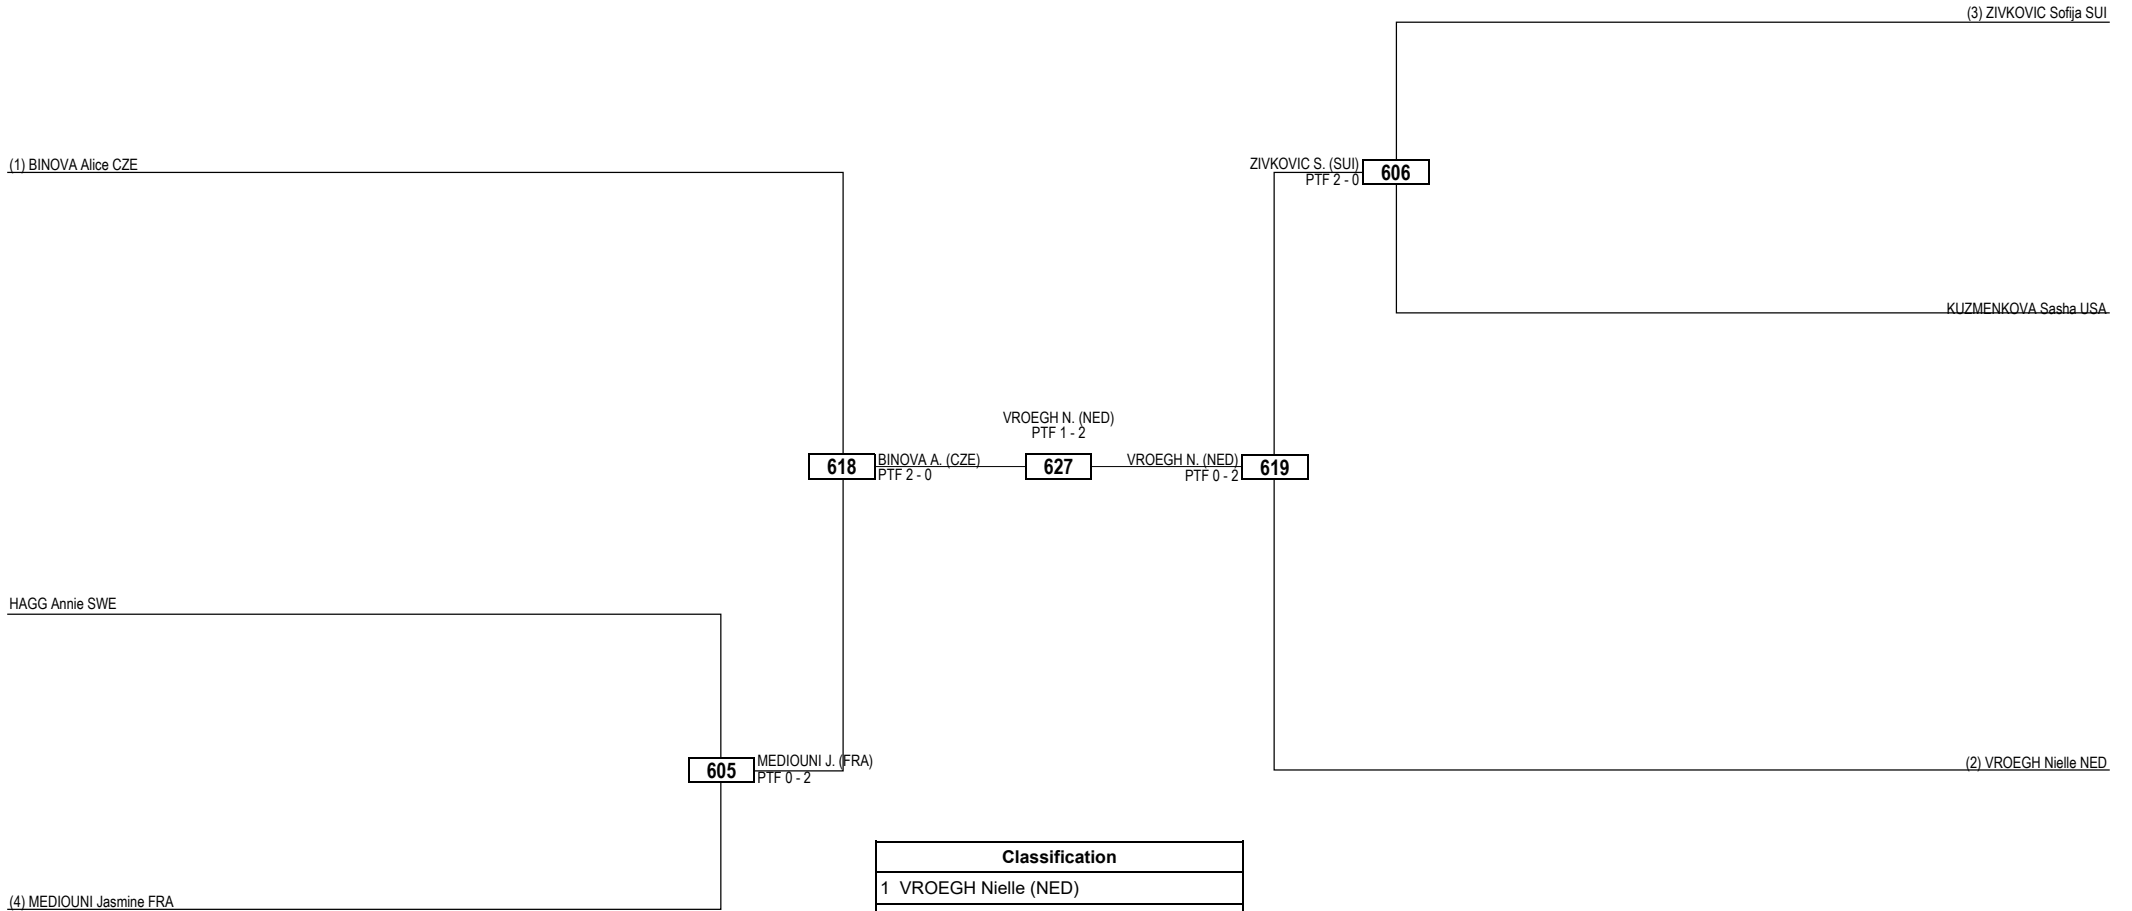 (3) ZIVKOVIC Sofija SUI
(1) BINOVA Alice CZE
ZIVKOVIC S. (SUI)
PTF 2 - 0
606
KUZMENKOVA Sasha USA
VROEGH N. (NED)
PTF 1 - 2
618
BINOVA A. (CZE)
PTF 2 - 0
627
VROEGH N. (NED)
PTF 0 - 2
619
HAGG Annie SWE
605
MEDIOUNI J. (FRA)
PTF 0 - 2
(2) VROEGH Nielle NED
Classification
1 VROEGH Nielle (NED)
(4) MEDIOUNI Jasmine FRA